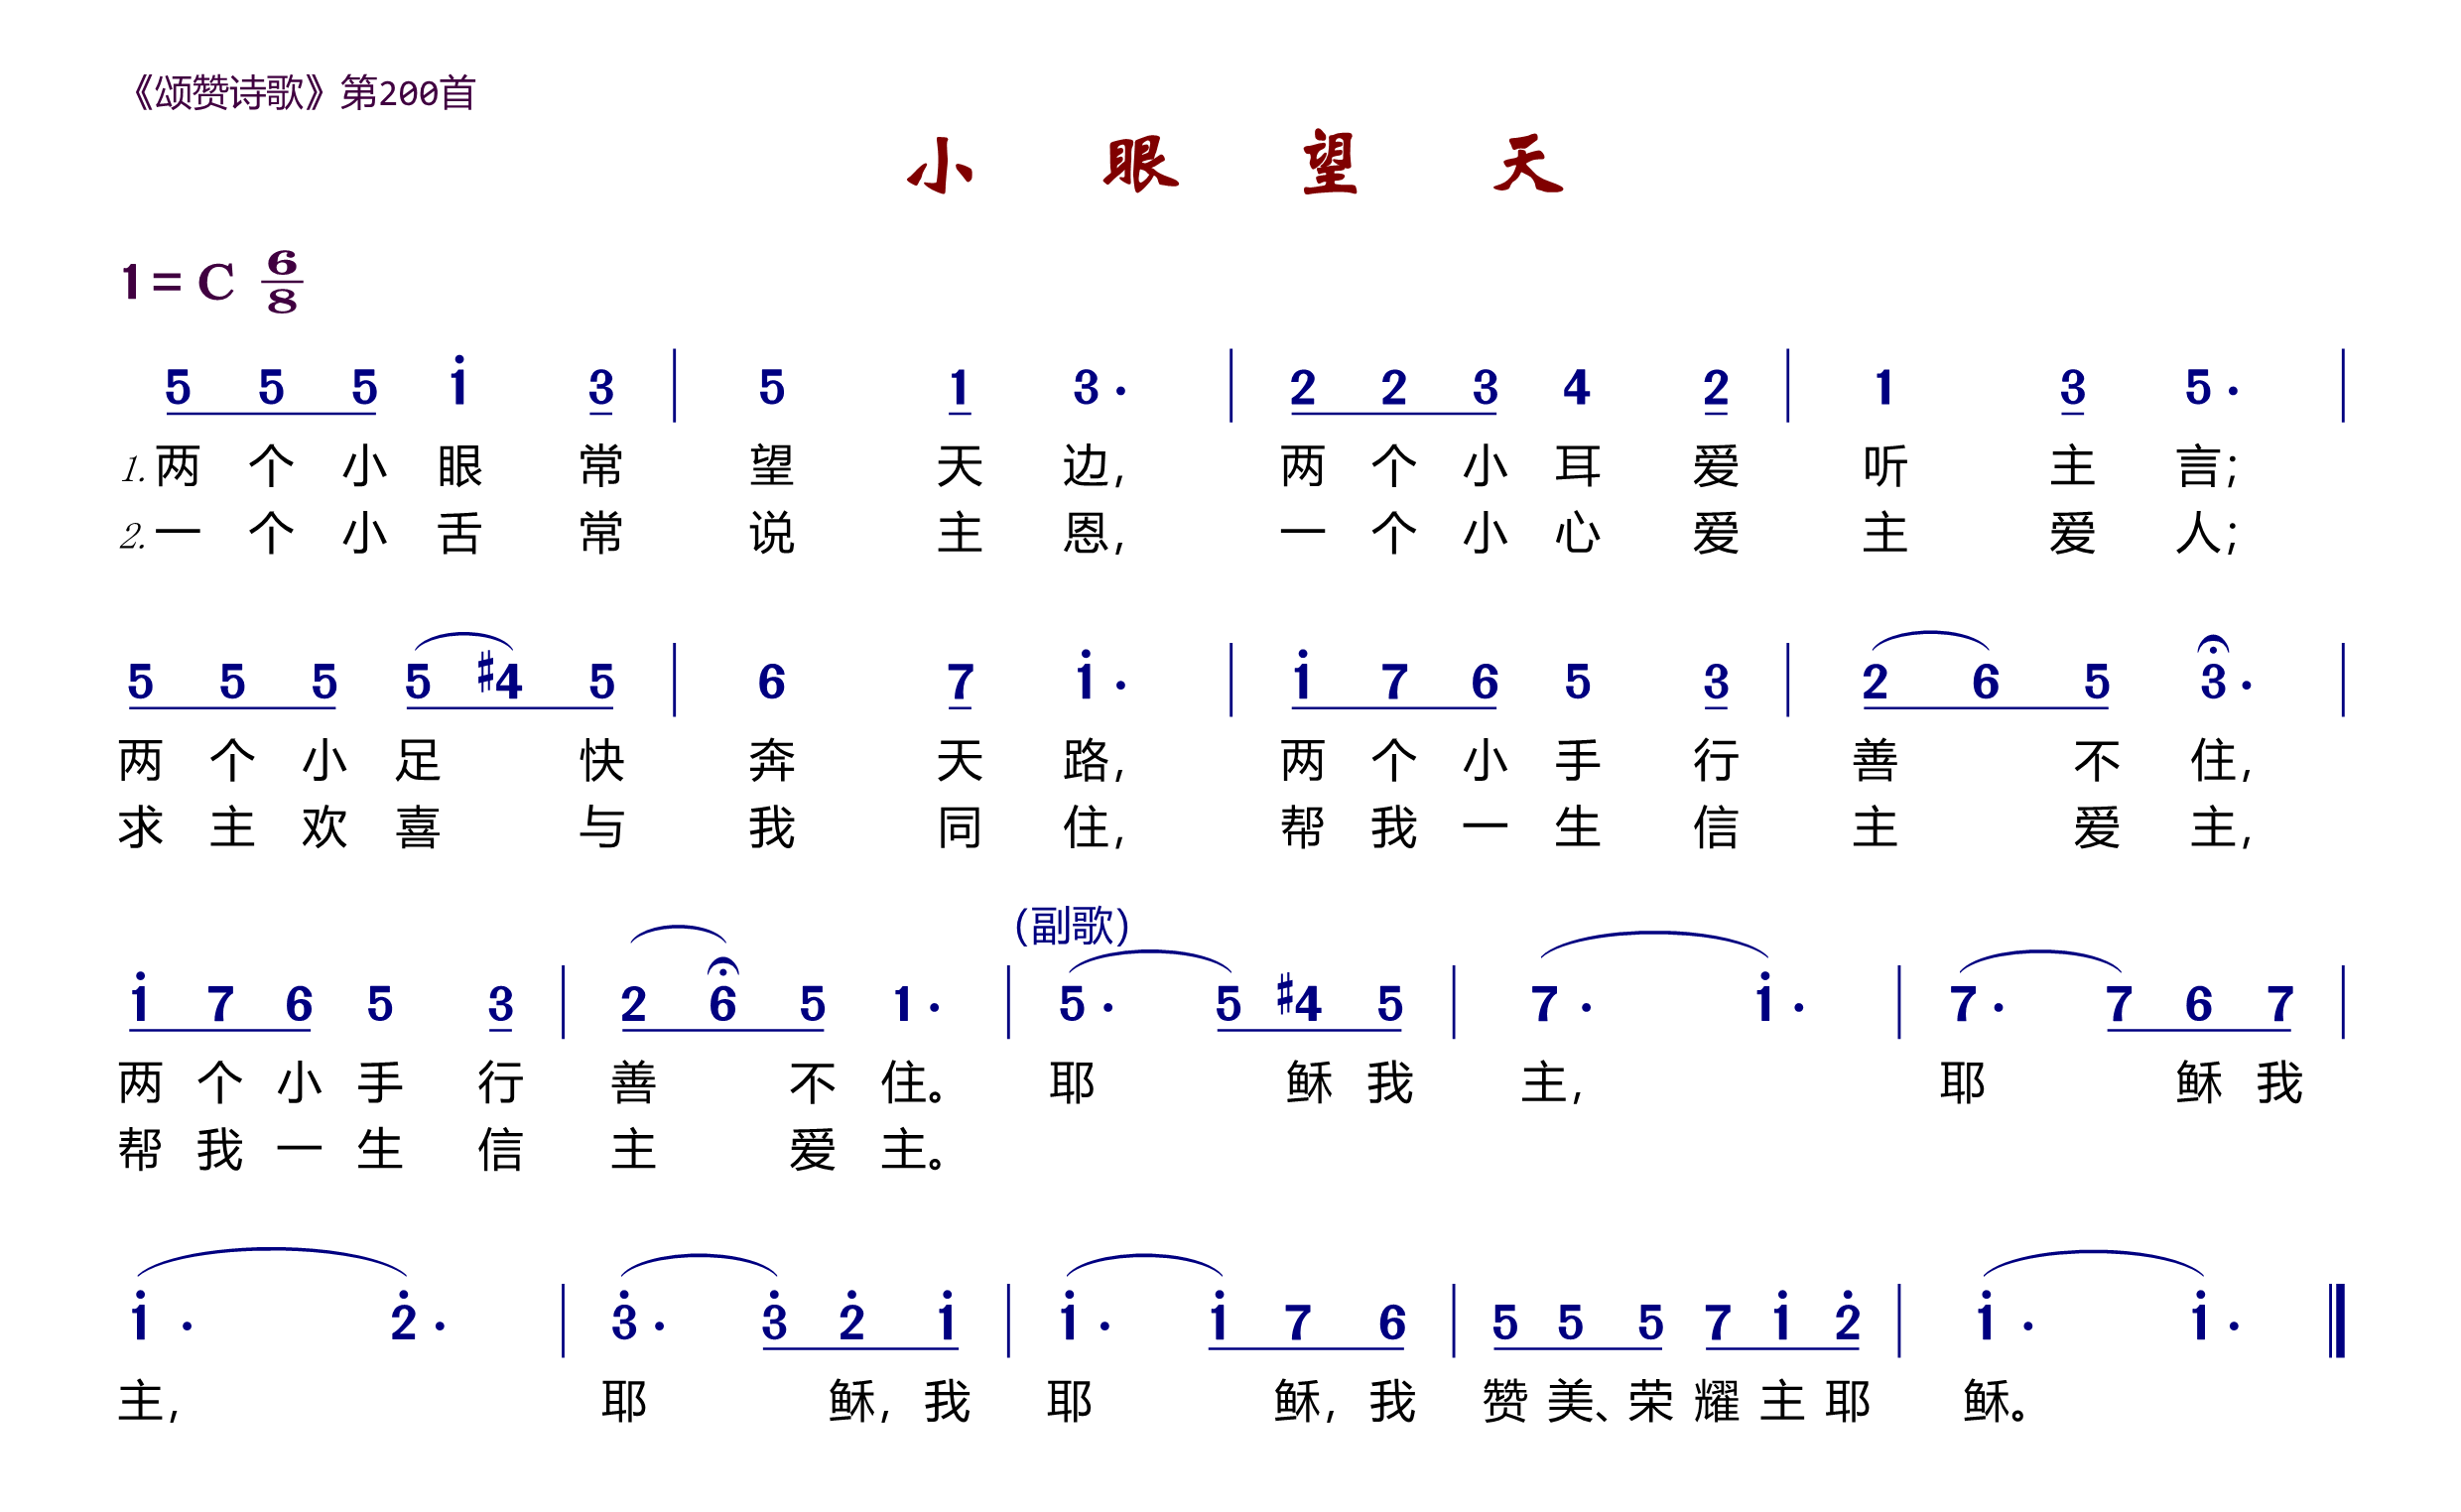 《颂赞诗歌》第200首
小 眼 望 天
1=C 6/8
5 5 5 i 3 | 5 1 3· | 2 2 3 4 2 | 1 3 5· |
1.两个小眼常望天边,两个小耳爱听主言;
2.一个小舌常说主恩,一个小心爱主爱人;
5 5 5 5 #4 5 | 6 7 i· | i 7 6 5 3 | 2 6 5 3· |
两个小足快奔天路,两个小手行善不住,
求主欢喜与我同住,帮我一生信主爱主,
(副歌)
i 7 6 5 3 | 2 6 5 1· | 5· 5 #4 5 | 7· i· | 7· 7 6 7 |
两个小手行善不住。耶稣我主,耶稣我
帮我一生信主爱主。
i· 2̇· | 3̇· 3̇ 2̇ i | i· i 7 6 | 5 5 5 7 i 2̇ | i· i· ‖
主,耶稣,我耶稣,我赞美、荣耀主耶稣。